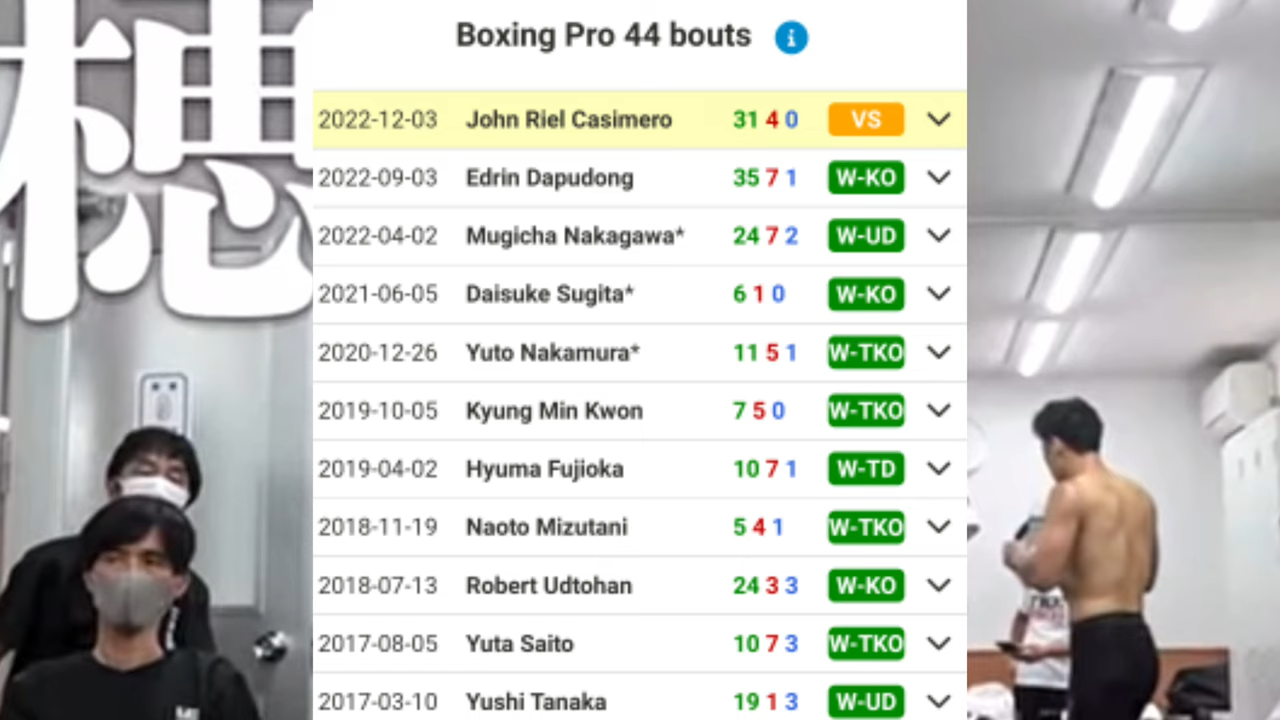 穂
Boxing Pro 44 bouts
2022-12-03 John Riel Casimero 31 4 0 VS
2022-09-03 Edrin Dapudong 35 7 1 W-KO
2022-04-02 Mugicha Nakagawa* 24 7 2 W-UD
2021-06-05 Daisuke Sugita* 6 1 0 W-KO
2020-12-26 Yuto Nakamura* 11 5 1 W-TKO
2019-10-05 Kyung Min Kwon 7 5 0 W-TKO
2019-04-02 Hyuma Fujioka 10 7 1 W-TD
2018-11-19 Naoto Mizutani 5 4 1 W-TKO
2018-07-13 Robert Udtohan 24 3 3 W-KO
2017-08-05 Yuta Saito 10 7 3 W-TKO
2017-03-10 Yushi Tanaka 19 1 3 W-UD